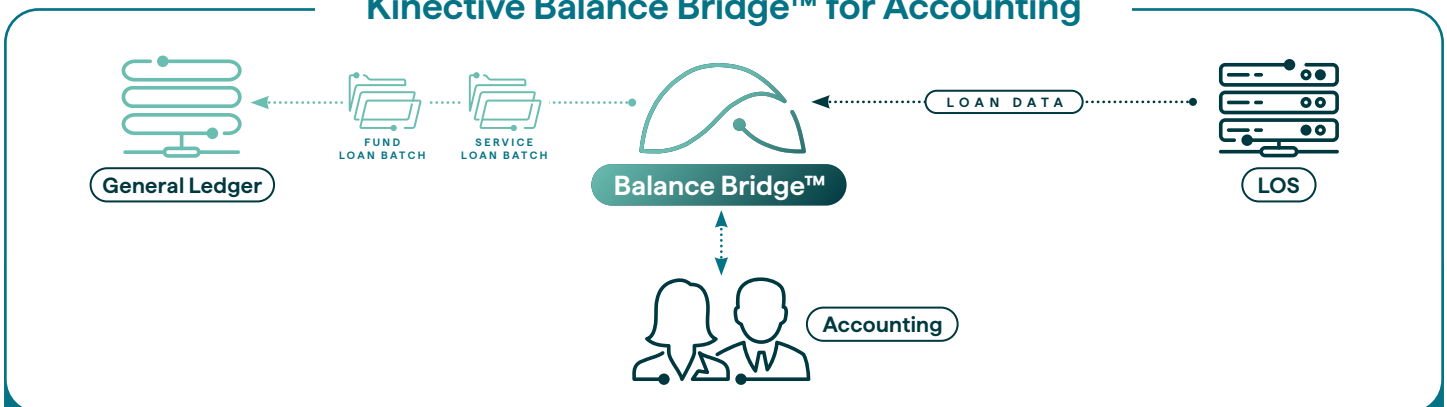 Kinective Balance Bridge™ for Accounting
LOAN DATA
FUND
LOAN BATCH
SERVICE
LOAN BATCH
General Ledger
Balance Bridge™
LOS
Accounting